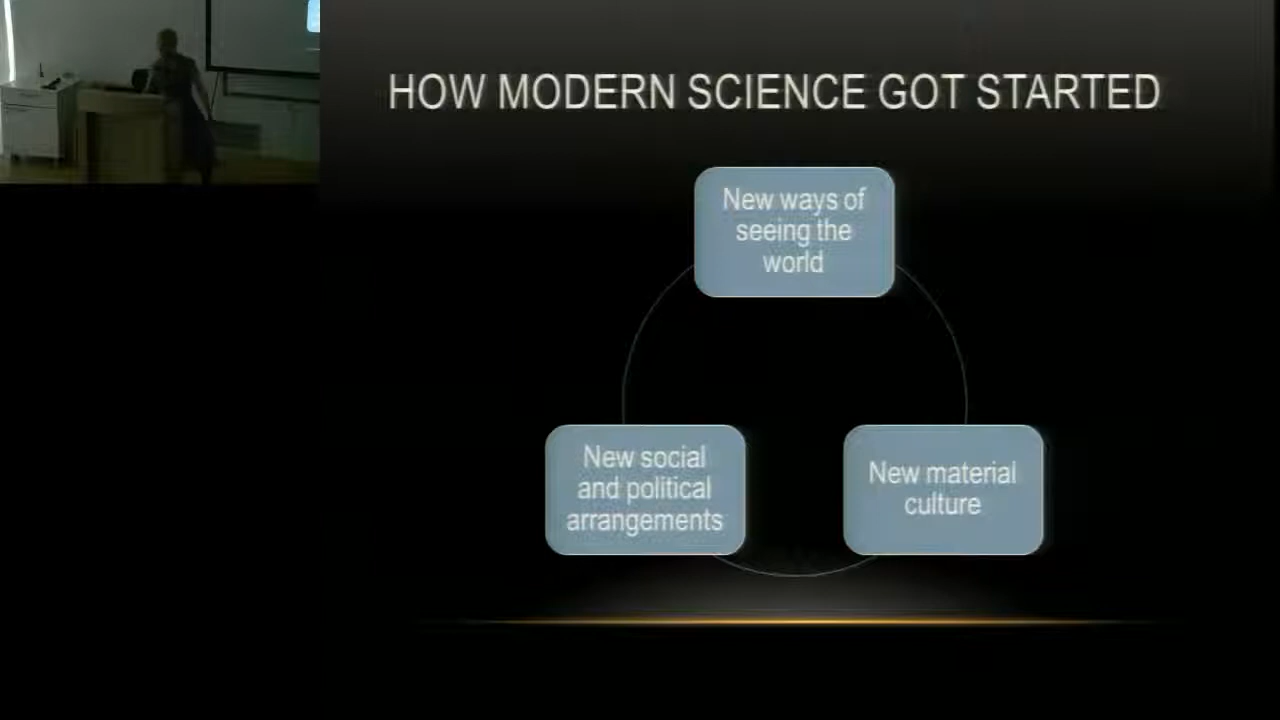 HOW MODERN SCIENCE GOT STARTED
New ways of
seeing the
world
New social
and political
arrangements
New material
culture